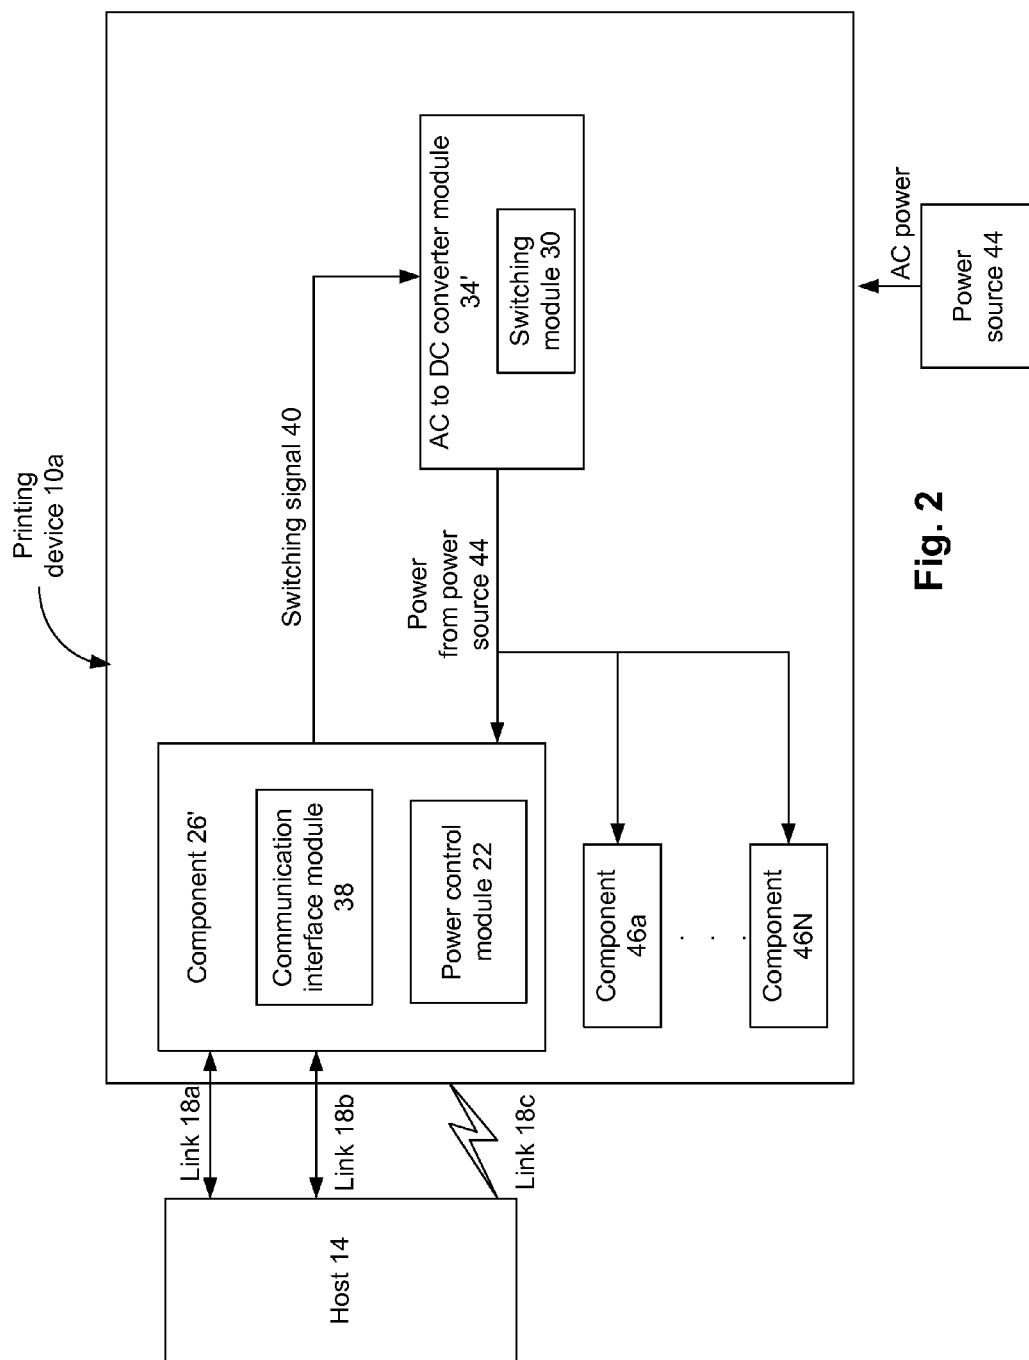 Printing
device 10a
Host 14
Link 18a
Link 18b
Link 18c
Component 26'
Communication
interface module
38
Power control
module 22
Switching signal 40
AC to DC converter module
34'
Switching
module 30
Power
from power
source 44
Component
46a
. . .
Component
46N
AC power
Power
source 44
Fig. 2